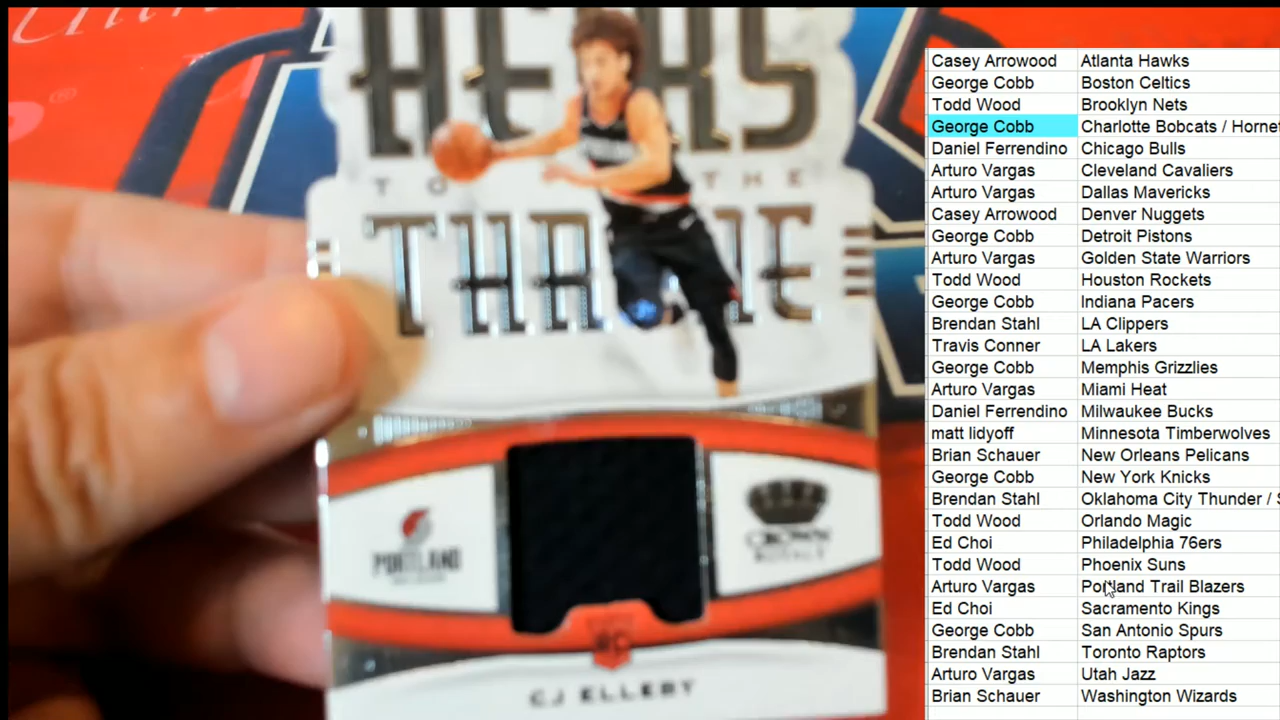 HEIRS
TO THE
THRONE
PORTLAND
CROWN
ROYALE
RC
CJ ELLEBY
®
Casey Arrowood Atlanta Hawks
George Cobb Boston Celtics
Todd Wood Brooklyn Nets
George Cobb Charlotte Bobcats / Horne
Daniel Ferrendino Chicago Bulls
Arturo Vargas Cleveland Cavaliers
Arturo Vargas Dallas Mavericks
Casey Arrowood Denver Nuggets
George Cobb Detroit Pistons
Arturo Vargas Golden State Warriors
Todd Wood Houston Rockets
George Cobb Indiana Pacers
Brendan Stahl LA Clippers
Travis Conner LA Lakers
George Cobb Memphis Grizzlies
Arturo Vargas Miami Heat
Daniel Ferrendino Milwaukee Bucks
matt lidyoff Minnesota Timberwolves
Brian Schauer New Orleans Pelicans
George Cobb New York Knicks
Brendan Stahl Oklahoma City Thunder / S
Todd Wood Orlando Magic
Ed Choi Philadelphia 76ers
Todd Wood Phoenix Suns
Arturo Vargas Portland Trail Blazers
Ed Choi Sacramento Kings
George Cobb San Antonio Spurs
Brendan Stahl Toronto Raptors
Arturo Vargas Utah Jazz
Brian Schauer Washington Wizards